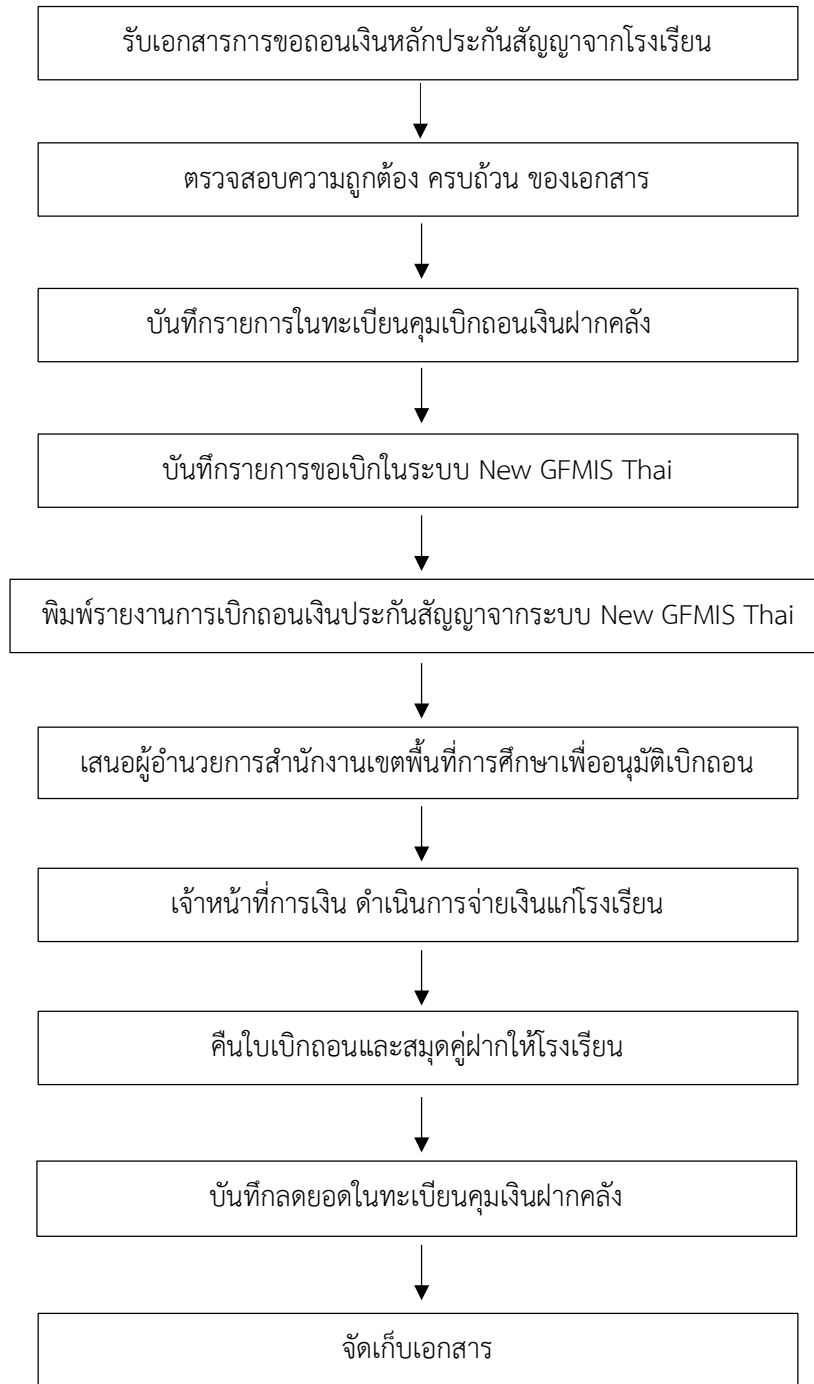 รับเอกสารการขอถอนเงินหลักประกันสัญญาจากโรงเรียน
ตรวจสอบความถูกต้อง ครบถ้วน ของเอกสาร
บันทึกรายการในทะเบียนคุมเบิกถอนเงินฝากคลัง
บันทึกรายการขอเบิกในระบบ New GFMIS Thai
พิมพ์รายงานการเบิกถอนเงินประกันสัญญาจากระบบ New GFMIS Thai
เสนอผู้อำนวยการสำนักงานเขตพื้นที่การศึกษาเพื่ออนุมัติเบิกถอน
เจ้าหน้าที่การเงิน ดำเนินการจ่ายเงินแก่โรงเรียน
คืนใบเบิกถอนและสมุดคู่ฝากให้โรงเรียน
บันทึกลดยอดในทะเบียนคุมเงินฝากคลัง
จัดเก็บเอกสาร